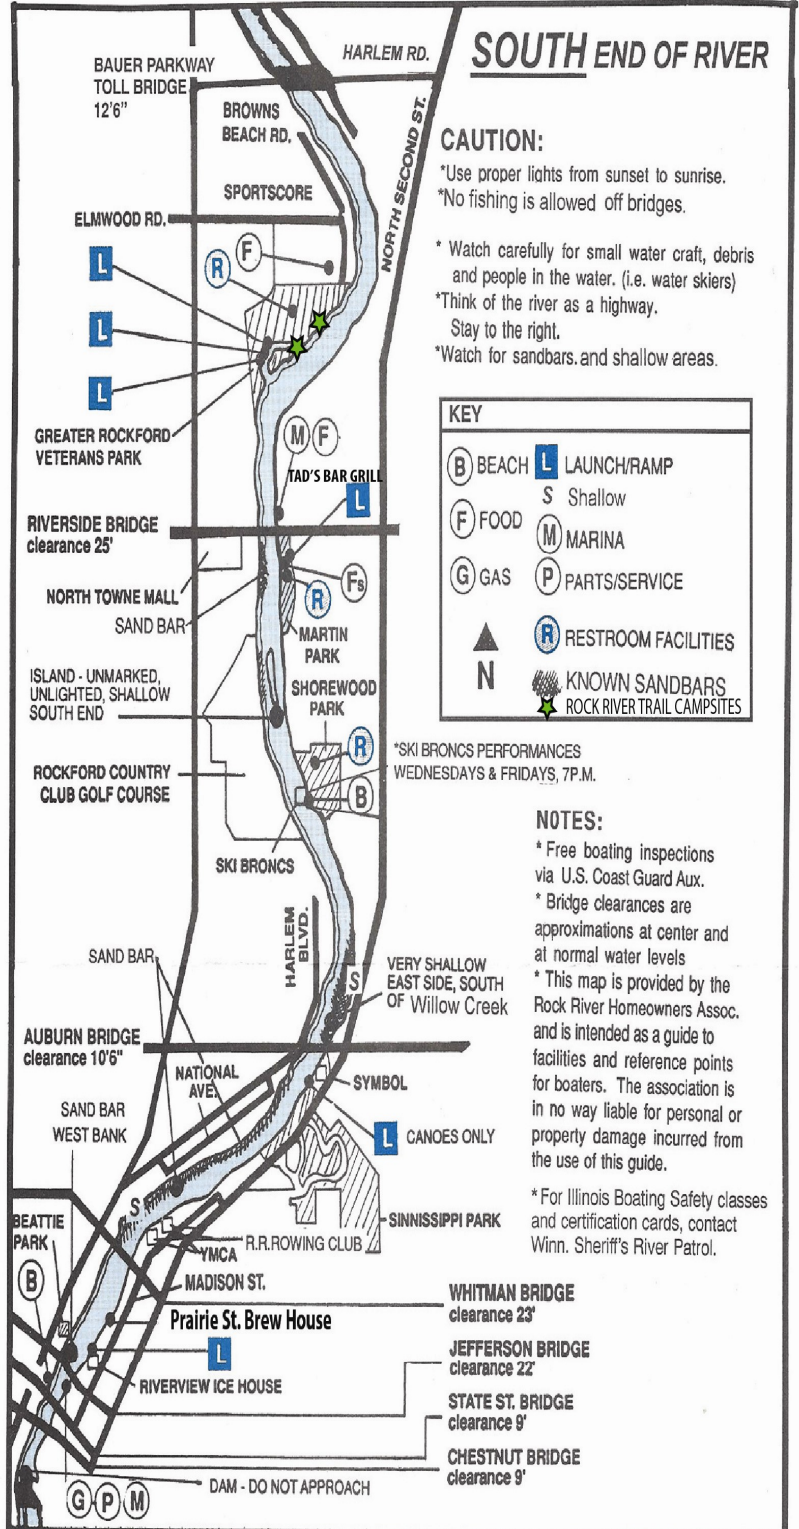 SOUTH END OF RIVER
HARLEM RD.
BAUER PARKWAY
TOLL BRIDGE
12'6"
BROWNS
BEACH RD.
NORTH SECOND ST.
SPORTSCORE
ELMWOOD RD.
L
R
F
L
L
GREATER ROCKFORD
VETERANS PARK
M F
TAD'S BAR GRILL
L
RIVERSIDE BRIDGE
clearance 25'
NORTH TOWNE MALL
Fs
R
SAND BAR
MARTIN
PARK
ISLAND - UNMARKED,
UNLIGHTED, SHALLOW
SOUTH END
SHOREWOOD
PARK
R
*SKI BRONCS PERFORMANCES
WEDNESDAYS & FRIDAYS, 7P.M.
ROCKFORD COUNTRY
CLUB GOLF COURSE
B
SKI BRONCS
HARLEM
BLVD.
SAND BAR
S
VERY SHALLOW
EAST SIDE, SOUTH
OF Willow Creek
AUBURN BRIDGE
clearance 10'6"
NATIONAL
AVE.
SYMBOL
SAND BAR
WEST BANK
L CANOES ONLY
S
SINNISSIPPI PARK
BEATTIE
PARK
R.R.ROWING CLUB
YMCA
B
MADISON ST.
Prairie St. Brew House
L
RIVERVIEW ICE HOUSE
WHITMAN BRIDGE
clearance 23'
JEFFERSON BRIDGE
clearance 22'
STATE ST. BRIDGE
clearance 9'
CHESTNUT BRIDGE
clearance 9'
DAM - DO NOT APPROACH
G P M
CAUTION:
*Use proper lights from sunset to sunrise.
*No fishing is allowed off bridges.
* Watch carefully for small water craft, debris
and people in the water. (i.e. water skiers)
*Think of the river as a highway.
Stay to the right.
*Watch for sandbars.and shallow areas.
KEY
B BEACH
L LAUNCH/RAMP
S Shallow
F FOOD
M MARINA
G GAS
P PARTS/SERVICE
N
R RESTROOM FACILITIES
KNOWN SANDBARS
ROCK RIVER TRAIL CAMPSITES
NOTES:
* Free boating inspections
via U.S. Coast Guard Aux.
* Bridge clearances are
approximations at center and
at normal water levels
* This map is provided by the
Rock River Homeowners Assoc.
and is intended as a guide to
facilities and reference points
for boaters. The association is
in no way liable for personal or
property damage incurred from
the use of this guide.
* For Illinois Boating Safety classes
and certification cards, contact
Winn. Sheriff's River Patrol.